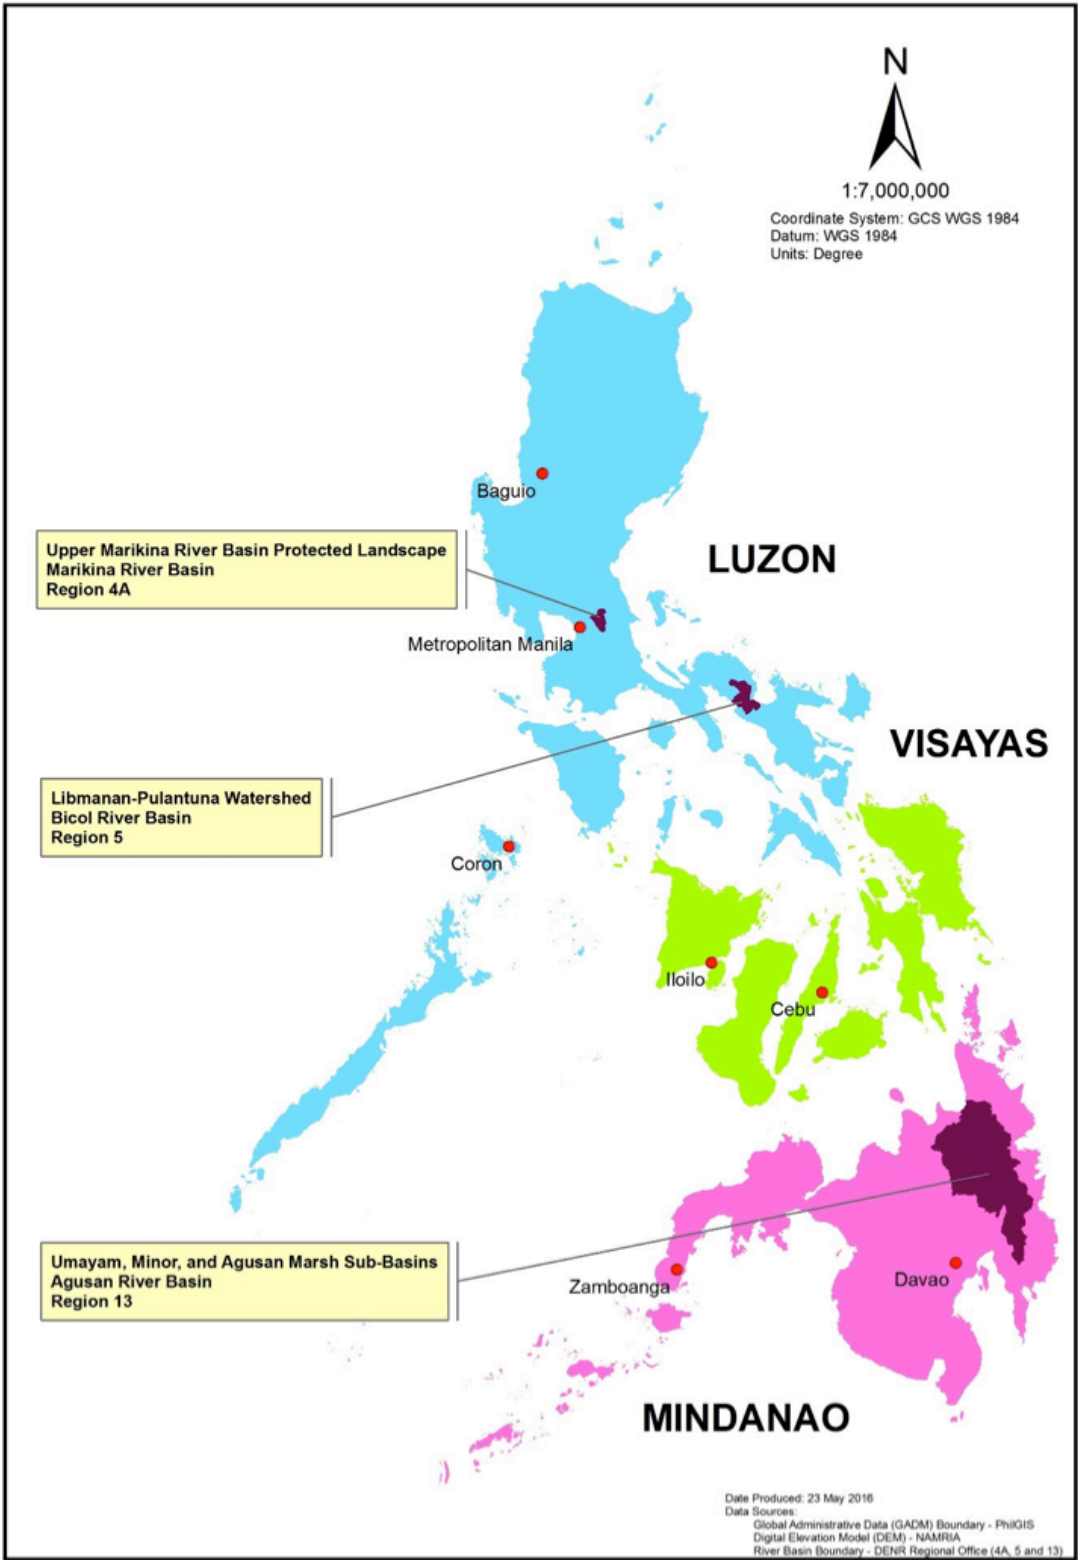 N
1:7,000,000
Coordinate System: GCS WGS 1984
Datum: WGS 1984
Units: Degree
Baguio
Upper Marikina River Basin Protected Landscape
Marikina River Basin
Region 4A
LUZON
Metropolitan Manila
VISAYAS
Libmanan-Pulantuna Watershed
Bicol River Basin
Region 5
Coron
Iloilo
Cebu
Umayam, Minor, and Agusan Marsh Sub-Basins
Agusan River Basin
Region 13
Zamboanga
Davao
MINDANAO
Date Produced: 23 May 2016
Data Sources:
Global Administrative Data (GADM) Boundary - PhilGIS
Digital Elevation Model (DEM) - NAMRIA
River Basin Boundary - DENR Regional Office (4A, 5 and 13)